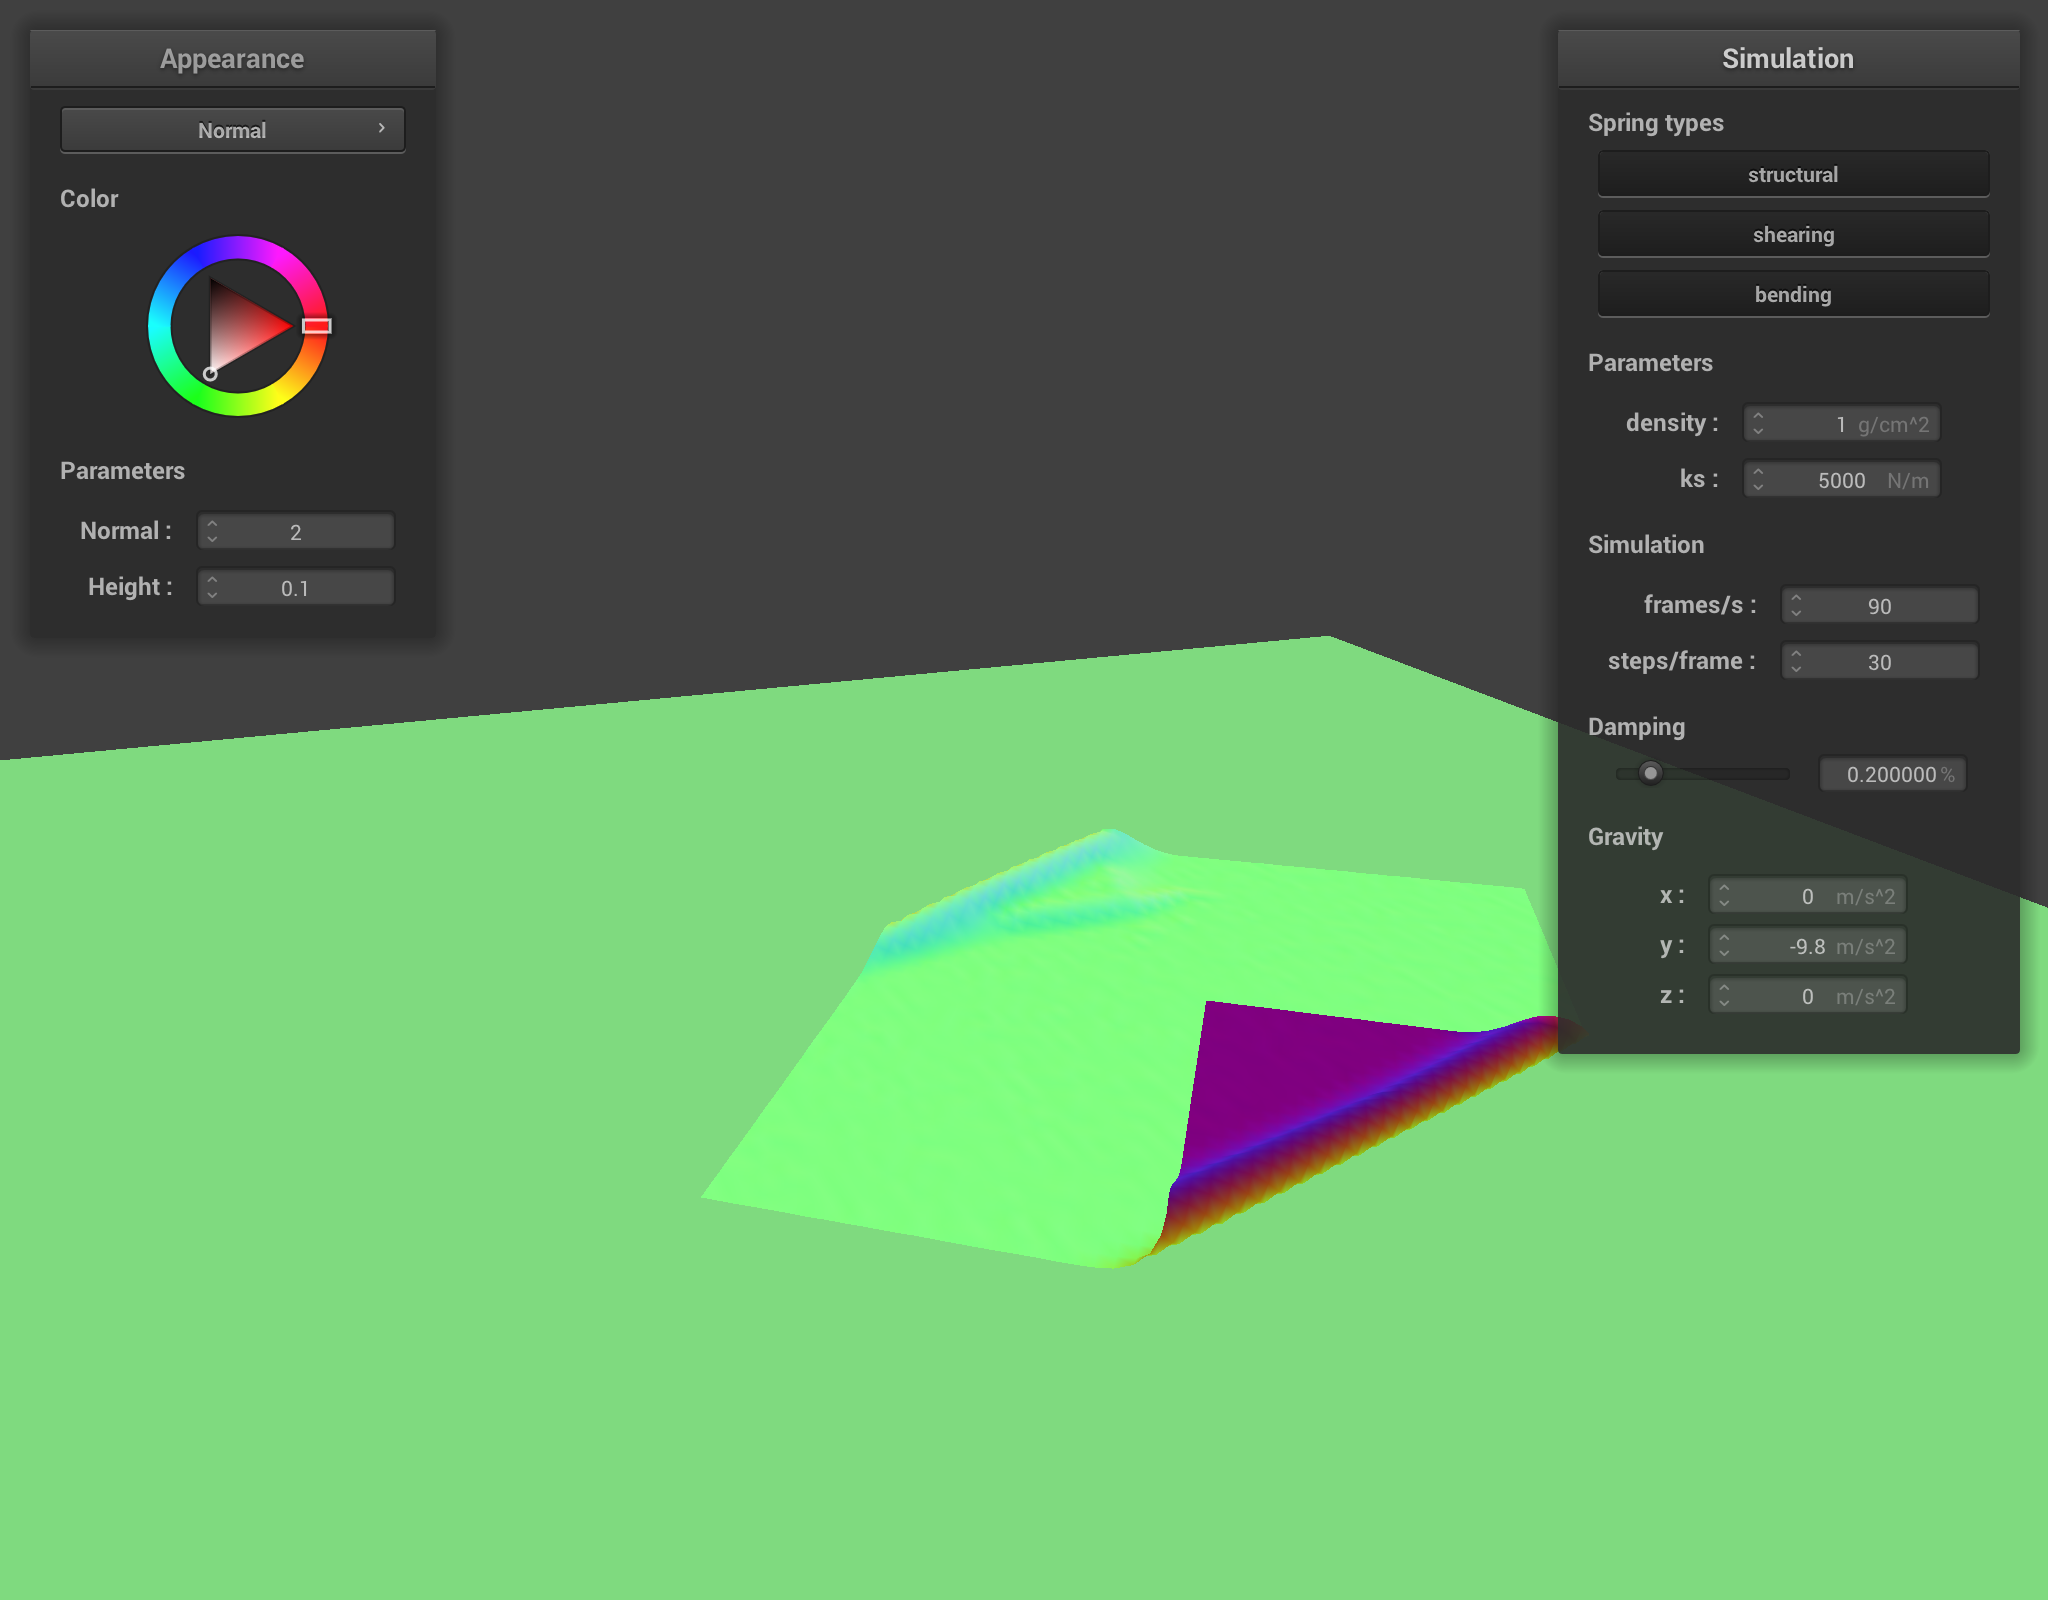 Appearance
Normal
Color
Parameters
Normal : 2
Height : 0.1
Simulation
Spring types
structural
shearing
bending
Parameters
density : 1 g/cm^2
ks : 5000 N/m
Simulation
frames/s : 90
steps/frame : 30
Damping
0.200000 %
Gravity
x : 0 m/s^2
y : -9.8 m/s^2
z : 0 m/s^2